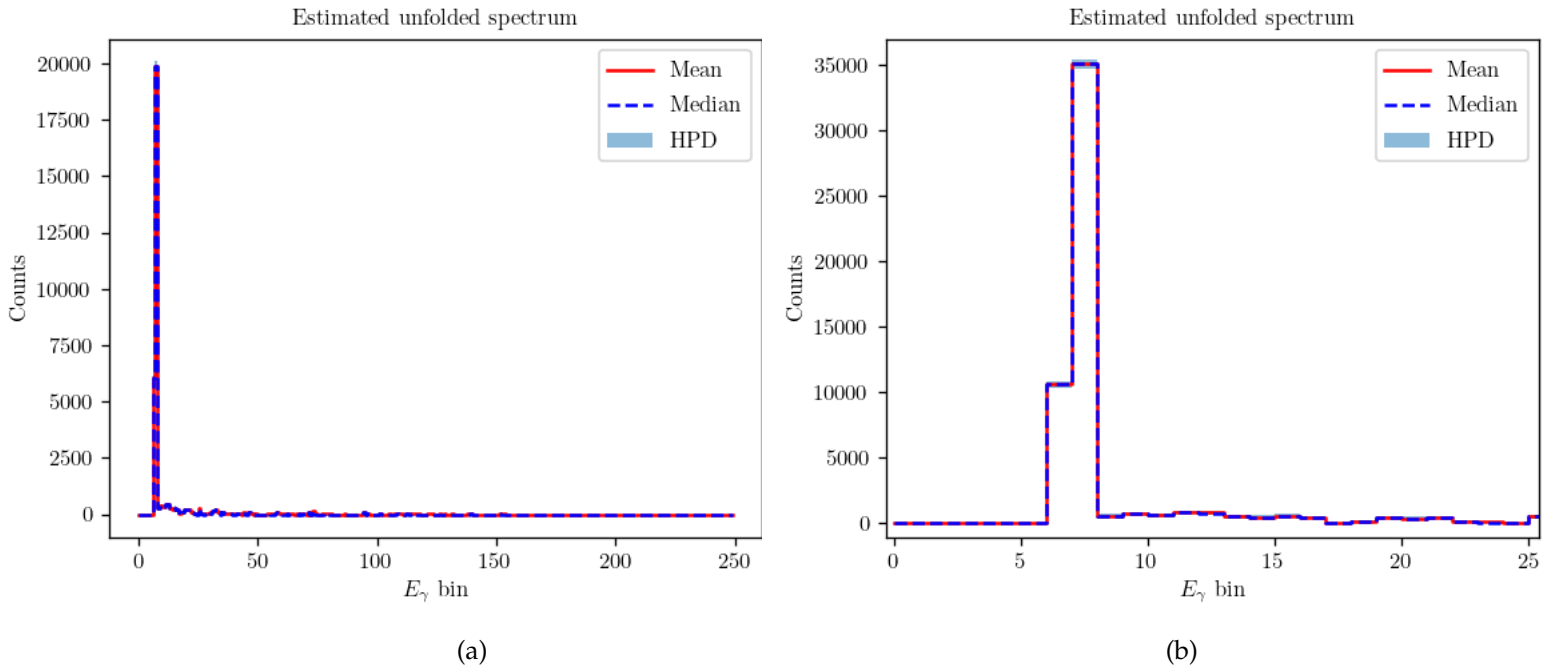 Estimated unfolded spectrum
20000
17500
15000
12500
10000
7500
5000
2500
0
Counts
0 50 100 150 200 250
E_γ bin
Mean
Median
HPD
(a)
Estimated unfolded spectrum
35000
30000
25000
20000
15000
10000
5000
0
Counts
0 5 10 15 20 25
E_γ bin
Mean
Median
HPD
(b)